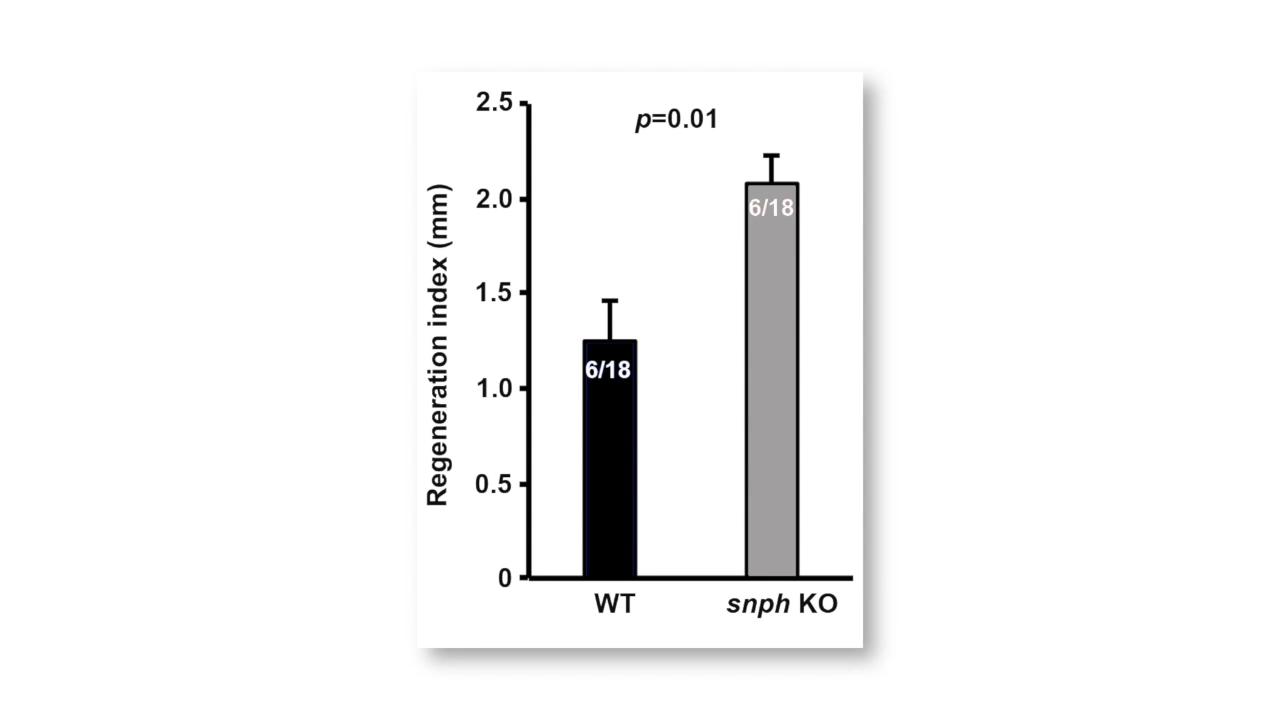 p=0.01
Regeneration index (mm)
2.5
2.0
1.5
1.0
0.5
0
6/18
6/18
WT
snph KO